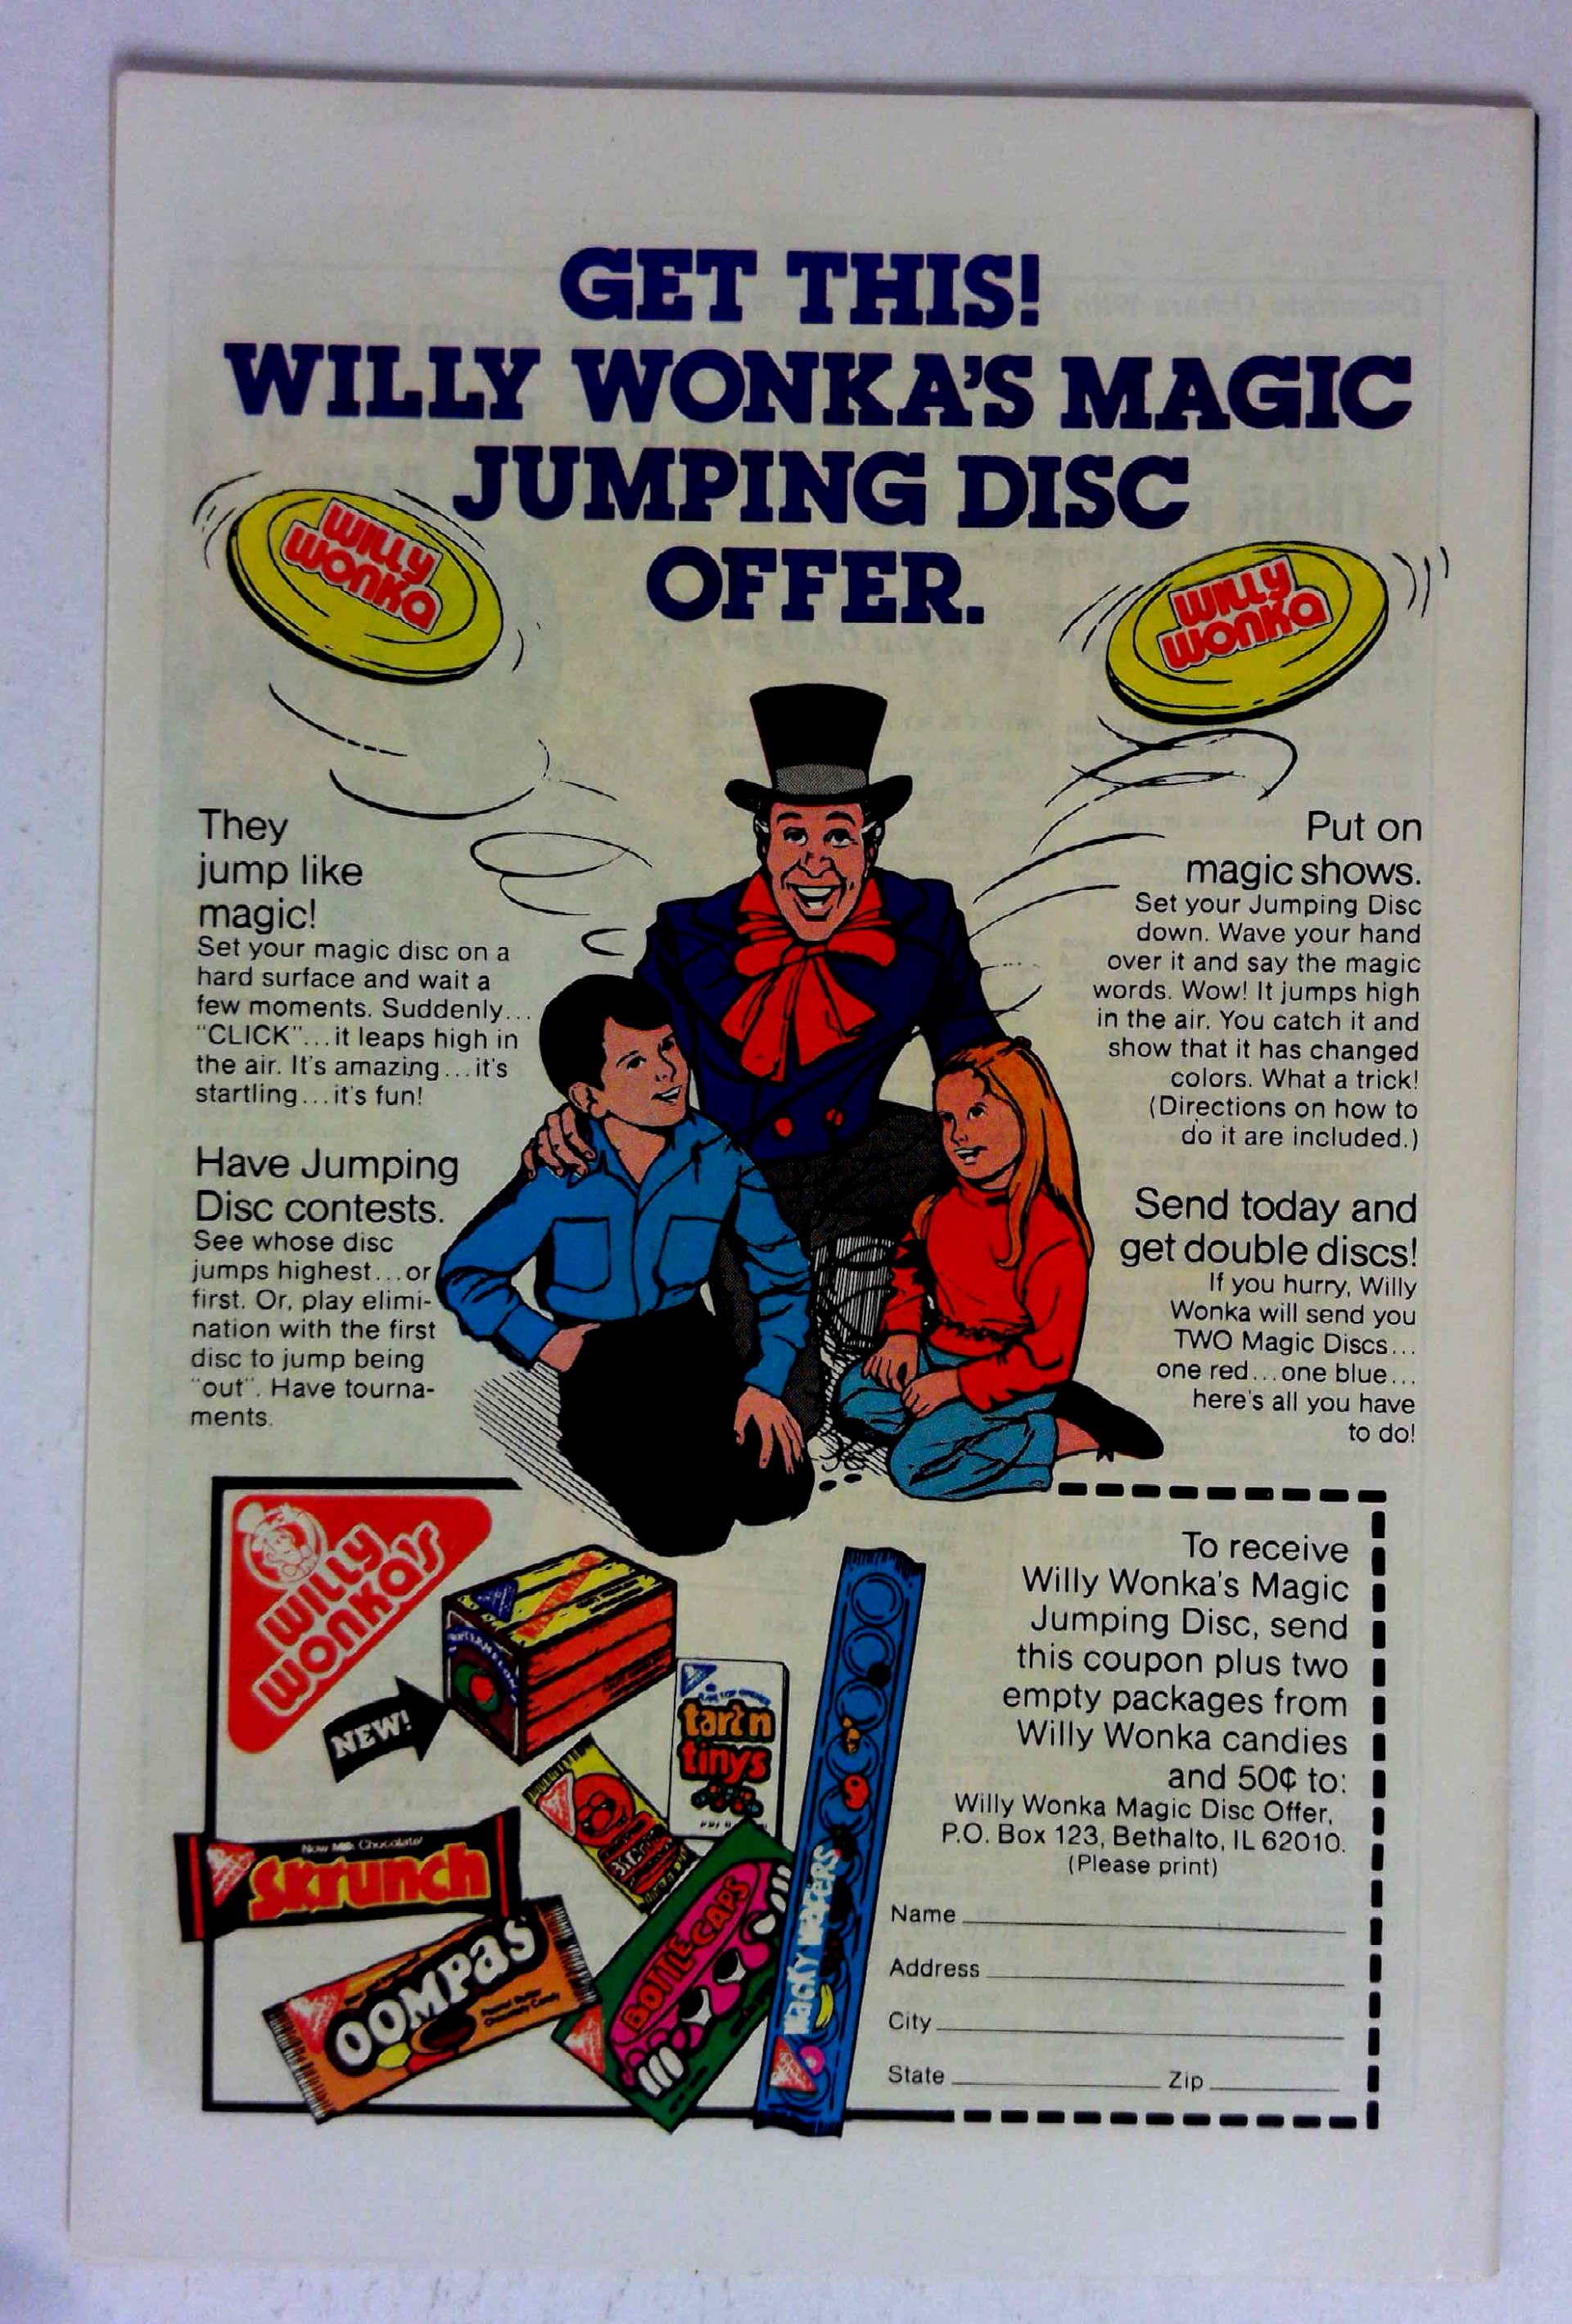 GET THIS!
WILLY WONKA'S MAGIC
JUMPING DISC
OFFER.
WILLY
WONKA
WILLY
WONKA
They
jump like
magic!
Set your magic disc on a
hard surface and wait a
few moments. Suddenly...
"CLICK"...it leaps high in
the air. It's amazing...it's
startling...it's fun!
Have Jumping
Disc contests.
See whose disc
jumps highest...or
first. Or, play elimi-
nation with the first
disc to jump being
"out". Have tourna-
ments.
Put on
magic shows.
Set your Jumping Disc
down. Wave your hand
over it and say the magic
words. Wow! It jumps high
in the air. You catch it and
show that it has changed
colors. What a trick!
(Directions on how to
do it are included.)
Send today and
get double discs!
If you hurry, Willy
Wonka will send you
TWO Magic Discs...
one red...one blue...
here's all you have
to do!
WILLY
WONKA'S
NEW!
tart n
tinys
Now Milk Chocolate!
Skrunch
OOMPAS
Peanut Butter
Chocolaty Candy
BOTTLE CAPS
WACKY WAFERS
To receive
Willy Wonka's Magic
Jumping Disc, send
this coupon plus two
empty packages from
Willy Wonka candies
and 50¢ to:
Willy Wonka Magic Disc Offer,
P.O. Box 123, Bethalto, IL 62010.
(Please print)
Name
Address
City
State Zip